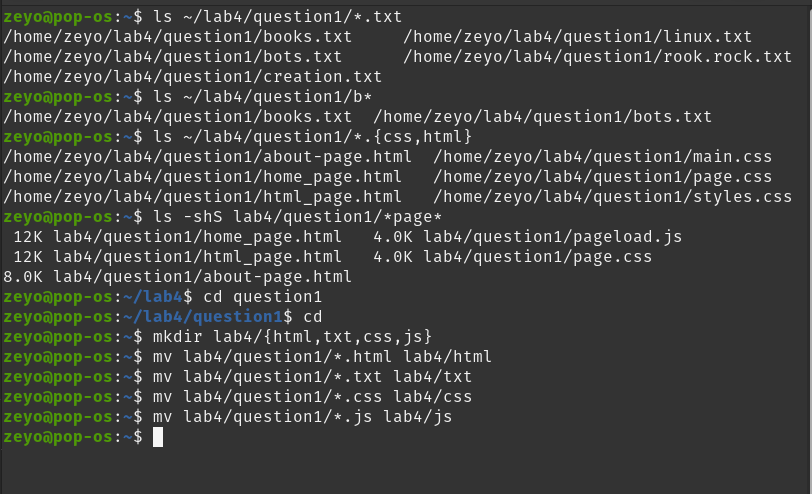 zeyo@pop-os:~$ ls ~/lab4/question1/*.txt
/home/zeyo/lab4/question1/books.txt     /home/zeyo/lab4/question1/linux.txt
/home/zeyo/lab4/question1/bots.txt      /home/zeyo/lab4/question1/rook.rock.txt
/home/zeyo/lab4/question1/creation.txt
zeyo@pop-os:~$ ls ~/lab4/question1/b*
/home/zeyo/lab4/question1/books.txt  /home/zeyo/lab4/question1/bots.txt
zeyo@pop-os:~$ ls ~/lab4/question1/*.{css,html}
/home/zeyo/lab4/question1/about-page.html  /home/zeyo/lab4/question1/main.css
/home/zeyo/lab4/question1/home_page.html   /home/zeyo/lab4/question1/page.css
/home/zeyo/lab4/question1/html_page.html   /home/zeyo/lab4/question1/styles.css
zeyo@pop-os:~$ ls -shS lab4/question1/*page*
 12K lab4/question1/home_page.html   4.0K lab4/question1/pageload.js
 12K lab4/question1/html_page.html   4.0K lab4/question1/page.css
8.0K lab4/question1/about-page.html
zeyo@pop-os:~/lab4$ cd question1
zeyo@pop-os:~/lab4/question1$ cd
zeyo@pop-os:~$ mkdir lab4/{html,txt,css,js}
zeyo@pop-os:~$ mv lab4/question1/*.html lab4/html
zeyo@pop-os:~$ mv lab4/question1/*.txt lab4/txt
zeyo@pop-os:~$ mv lab4/question1/*.css lab4/css
zeyo@pop-os:~$ mv lab4/question1/*.js lab4/js
zeyo@pop-os:~$